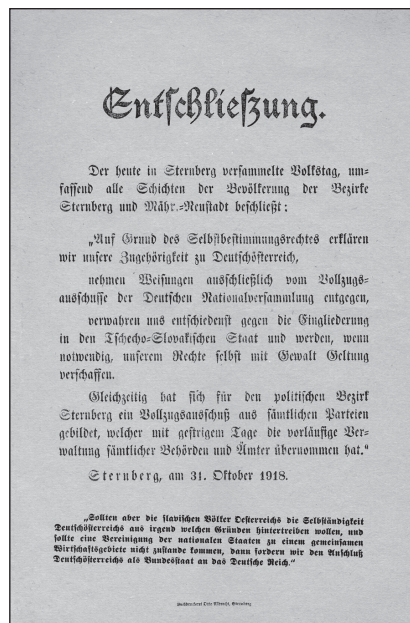 Entschließung.
Der heute in Sternberg versammelte Volkstag, um-
fassend alle Schichten der Bevölkerung der Bezirke
Sternberg und Mähr.-Neustadt beschließt:
„Auf Grund des Selbstbestimmungsrechtes erklären
wir unsere Zugehörigkeit zu Deutschösterreich,
nehmen Weisungen ausschließlich vom Vollzugs-
ausschusse der Deutschen Nationalversammlung entgegen,
verwahren uns entschiedenst gegen die Eingliederung
in den Tschecho-Slovakischen Staat und werden, wenn
notwendig, unserem Rechte selbst mit Gewalt Geltung
verschaffen.
Gleichzeitig hat sich für den politischen Bezirk
Sternberg ein Vollzugsausschuß aus sämtlichen Parteien
gebildet, welcher mit gestrigem Tage die vorläufige Ver-
waltung sämtlicher Behörden und Ämter übernommen hat.“
Sternberg, am 31. Oktober 1918.
„Sollten aber die slavischen Völker Oesterreichs die Selbständigkeit
Deutschösterreichs aus irgend welchen Gründen hintertreiben wollen, und
sollte eine Vereinigung der nationalen Staaten zu einem gemeinsamen
Wirtschaftsgebiete nicht zustande kommen, dann fordern wir den Anschluß
Deutschösterreichs als Bundesstaat an das Deutsche Reich.“
Buchdruckerei Otto Albrecht, Sternberg